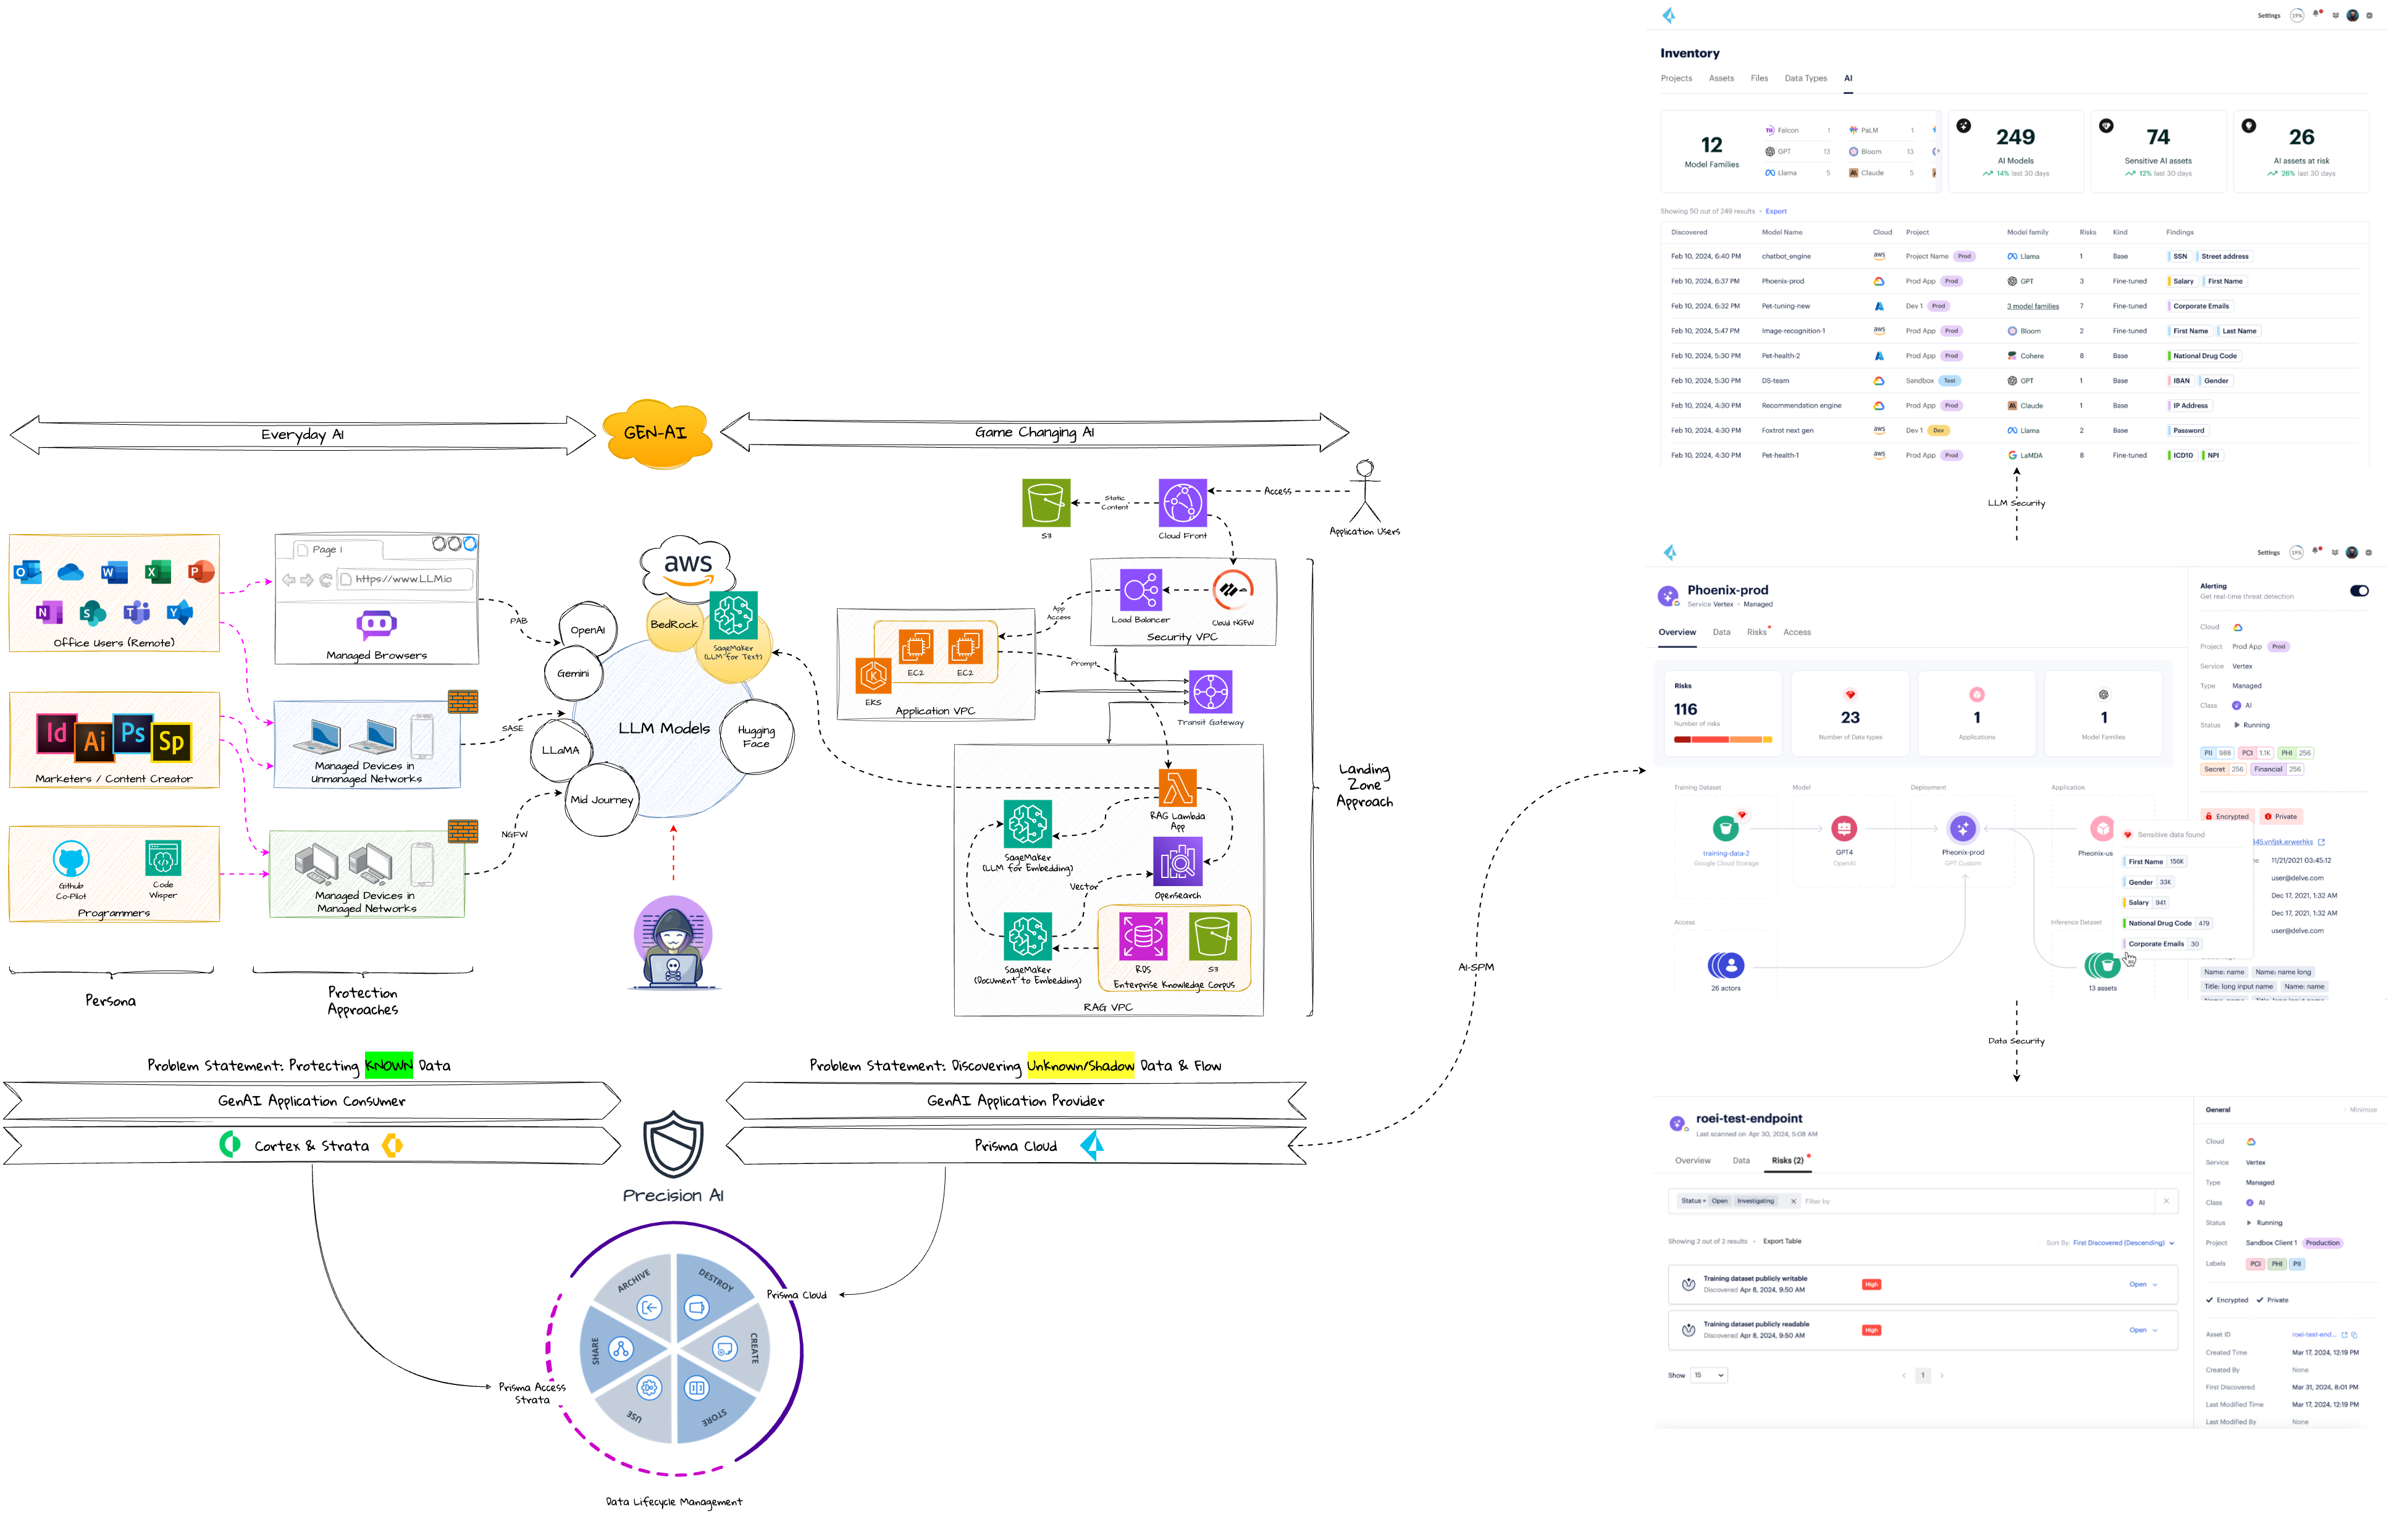 Everyday AI
GEN-AI
Game Changing AI
Office Users (Remote)
Marketers / Content Creator
Id
Ai
Ps
Sp
Github
Co-Pilot
Code
Wisper
Programmers
Persona
Page 1
https://www.LLM.io
Managed Browsers
Managed Devices in
Unmanaged Networks
Managed Devices in
Managed Networks
Protection
Approaches
PAB
SASE
NGFW
aws
BedRock
SageMaker
(LLM for Text)
OpenAI
Gemini
LLaMA
Mid Journey
Hugging
Face
LLM Models
S3
Static
Content
Cloud Front
Access
Application Users
Load Balancer
Cloud NGFW
Security VPC
App
Access
EKS
EC2
EC2
Application VPC
Prompt
Transit Gateway
RAG Lambda
App
SageMaker
(LLM for Embedding)
Vector
OpenSearch
SageMaker
(Document to Embedding)
RDS
S3
Enterprise Knowledge Corpus
RAG VPC
Landing
Zone
Approach
Problem Statement: Protecting KNOWN Data
GenAI Application Consumer
Cortex & Strata
Problem Statement: Discovering Unknown/Shadow Data & Flow
GenAI Application Provider
Prisma Cloud
Precision AI
Prisma Cloud
Prisma Access
Strata
ARCHIVE
DESTROY
CREATE
STORE
USE
SHARE
Data Lifecycle Management
AI-SPM
Settings 19%
Inventory
Projects Assets Files Data Types AI
12
Model Families
Falcon 1 PaLM 1
GPT 13 Bloom 13
Llama 5 Claude 5
249
AI Models
14% last 30 days
74
Sensitive AI assets
12% last 30 days
26
AI assets at risk
26% last 30 days
Showing 50 out of 249 results • Export
Discovered Model Name Cloud Project Model family Risks Kind Findings
Feb 10, 2024, 6:40 PM chatbot_engine aws Project Name Prod Llama 1 Base SSN Street address
Feb 10, 2024, 6:37 PM Phoenix-prod Prod App Prod GPT 3 Fine-tuned Salary First Name
Feb 10, 2024, 6:32 PM Pet-tuning-new Dev 1 Prod 3 model families 7 Fine-tuned Corporate Emails
Feb 10, 2024, 5:47 PM Image-recognition-1 aws Prod App Prod Bloom 2 Fine-tuned First Name Last Name
Feb 10, 2024, 5:30 PM Pet-health-2 Prod App Prod Cohere 8 Base National Drug Code
Feb 10, 2024, 5:30 PM DS-team Sandbox Test GPT 1 Base IBAN Gender
Feb 10, 2024, 4:30 PM Recommendation engine Prod App Prod Claude 1 Base IP Address
Feb 10, 2024, 4:30 PM Foxtrot next gen aws Dev 1 Dev Llama 2 Base Password
Feb 10, 2024, 4:30 PM Pet-health-1 aws Prod App Prod LaMDA 8 Fine-tuned ICD10 NPI
LLM Security
Settings 19%
Phoenix-prod
Service Vertex • Managed
Overview Data Risks Access
Risks
116
Number of risks
23
Number of Data types
1
Applications
1
Model Families
Training Dataset Model Deployment Application
training-data-2
Google Cloud Storage
GPT4
OpenAI
Pheonix-prod
GPT Custom
Pheonix-us
Access
26 actors
Inference Dataset
13 assets
Sensitive data found
First Name 156K
Gender 33K
Salary 941
National Drug Code 479
Corporate Emails 30
Alerting
Get real-time threat detection
Cloud
Project Prod App Prod
Service Vertex
Type Managed
Class AI
Status Running
PII 988 PCI 1.1K PHI 256
Secret 256 Financial 256
Encrypted Private
11/21/2021 03:45:12
user@delve.com
Dec 17, 2021, 1:32 AM
Dec 17, 2021, 1:32 AM
user@delve.com
Name: name Name: name long
Title: long input name Name: name
Data Security
roei-test-endpoint
Last scanned on Apr 30, 2024, 5:08 AM
Overview Data Risks (2)
Status = Open Investigating Filter by
Showing 2 out of 2 results • Export Table
Sort By: First Discovered (Descending)
Training dataset publicly writable
Discovered Apr 8, 2024, 9:50 AM
High
Open
Training dataset publicly readable
Discovered Apr 8, 2024, 9:50 AM
High
Open
Show 15
1
General
Minimize
Cloud
Service Vertex
Type Managed
Class AI
Status Running
Project Sandbox Client 1 Production
Labels PCI PHI PII
Encrypted Private
Asset ID roei-test-end...
Created Time Mar 17, 2024, 12:19 PM
Created By None
First Discovered Mar 31, 2024, 8:01 PM
Last Modified Time Mar 17, 2024, 12:19 PM
Last Modified By None